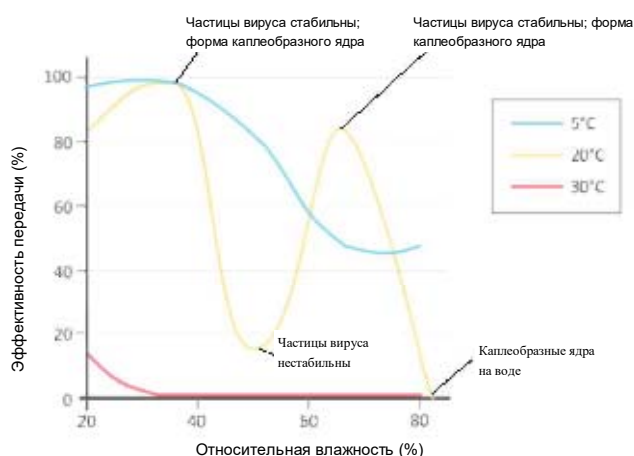 Частицы вируса стабильны;
форма каплеобразного ядра
Частицы вируса стабильны; форма
каплеобразного ядра
Эффективность передачи (%)
100
80
60
40
20
0
5°C
20°C
30°C
Частицы вируса
нестабильны
Каплеобразные ядра
на воде
20
40
60
80
Относительная влажность (%)